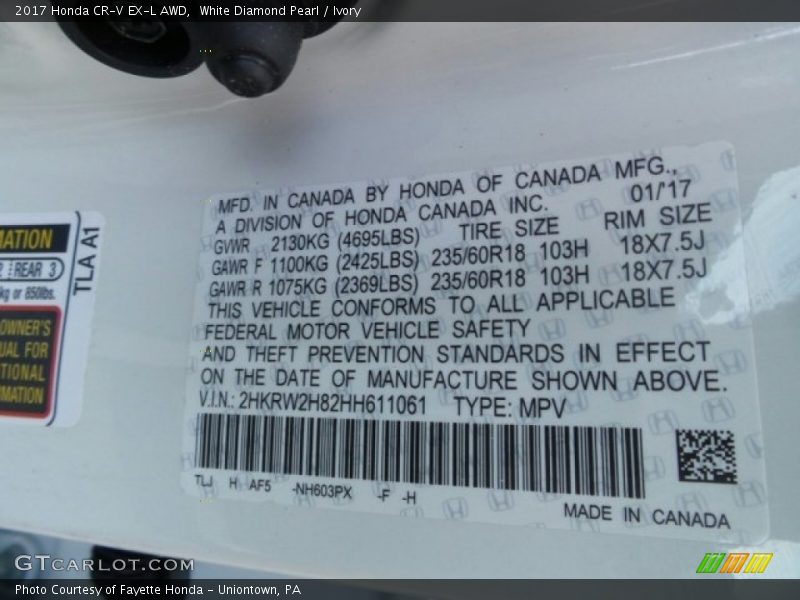 2017 Honda CR-V EX-L AWD,  White Diamond Pearl / Ivory
MFD. IN CANADA BY HONDA OF CANADA MFG.,
A DIVISION OF HONDA CANADA INC. 01/'17
GVWR 2130KG (4695LBS) TIRE SIZE RIM SIZE
GAWR F 1100KG (2425LBS) 235/60R18 103H 18X7.5J
GAWR R 1075KG (2369LBS) 235/60R18 103H 18X7.5J
THIS VEHICLE CONFORMS TO ALL APPLICABLE
FEDERAL MOTOR VEHICLE SAFETY
AND THEFT PREVENTION STANDARDS IN EFFECT
ON THE DATE OF MANUFACTURE SHOWN ABOVE.
V.I.N.: 2HKRW2H82HH611061 TYPE: MPV
TLJ H AF5 -NH603PX -F -H
MADE IN CANADA
MATION
2 REAR 3
kg or 850lbs.
TLA A1
OWNER'S
UAL FOR
TIONAL
MATION
GTCarLot.com
Photo Courtesy of Fayette Honda - Uniontown, PA